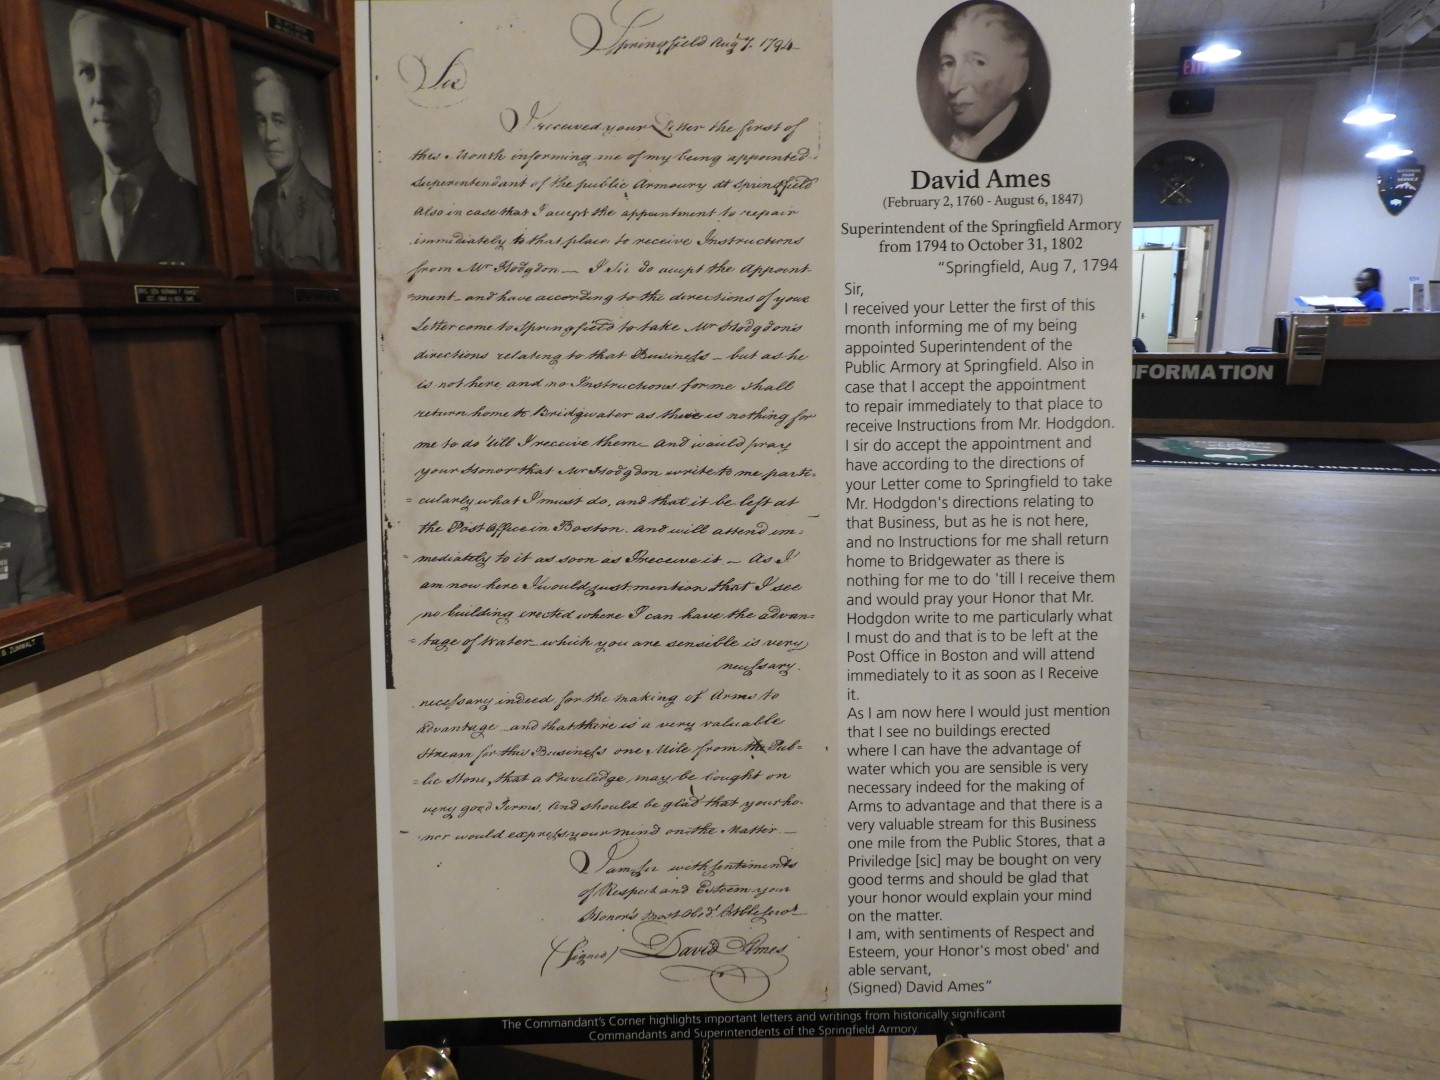 Springfield Aug 7. 1794
Sir
I received your Letter the first of
this Month informing me of my being appointed
Superintendant of the public Armoury at Springfield
Also in case that I accept the appointment to repair
immediately to that place to receive Instructions
from Mr Hodgdon — I Sir do accept the Appoint-
-ment and have according to the directions of your
Letter come to Springfield to take Mr Hodgdon's
directions relating to that Business — but as he
is not here, and no Instructions for me shall
return home to Bridgwater as there is nothing for
me to do 'till I receive them and would pray
your Honor that Mr Hodgdon write to me parti=
=cularly what I must do, and that it be left at
the Post Office in Boston. and will attend im=
=mediately to it as soon as I receive it — As I
am now here I would just mention that I see
no building erected where I can have the advan=
=tage of Water which you are sensible is very
necessary.
necessary indeed for the making of Arms to
advantage and that there is a very valuable
Stream for this Business one Mile from the Pub=
=lic Store, that a Priviledge may be bought on
very good Terms, and should be glad that your ho-
-nor would express your mind on the Matter —
I am Sir with sentiments
of Respect and Esteem your
Honor's Most Obed.t
(Signed) David Ames
David Ames
(February 2, 1760 - August 6, 1847)
Superintendent of the Springfield Armory
from 1794 to October 31, 1802
"Springfield, Aug 7, 1794
Sir,
I received your Letter the first of this
month informing me of my being
appointed Superintendent of the
Public Armory at Springfield. Also in
case that I accept the appointment
to repair immediately to that place to
receive Instructions from Mr. Hodgdon.
I sir do accept the appointment and
have according to the directions of
your Letter come to Springfield to take
Mr. Hodgdon's directions relating to
that Business, but as he is not here,
and no Instructions for me shall return
home to Bridgewater as there is
nothing for me to do 'till I receive them
and would pray your Honor that Mr.
Hodgdon write to me particularly what
I must do and that is to be left at the
Post Office in Boston and will attend
immediately to it as soon as I Receive
it.
As I am now here I would just mention
that I see no buildings erected
where I can have the advantage of
water which you are sensible is very
necessary indeed for the making of
Arms to advantage and that there is a
very valuable stream for this Business
one mile from the Public Stores, that a
Priviledge [sic] may be bought on very
good terms and should be glad that
your honor would explain your mind
on the matter.
I am, with sentiments of Respect and
Esteem, your Honor's most obed' and
able servant,
(Signed) David Ames"
The Commandant's Corner highlights important letters and writings from historically significant
Commandants and Superintendents of the Springfield Armory
EXIT
INFORMATION
ARMORY NATIONAL HISTORIC
B. ZUMWALT